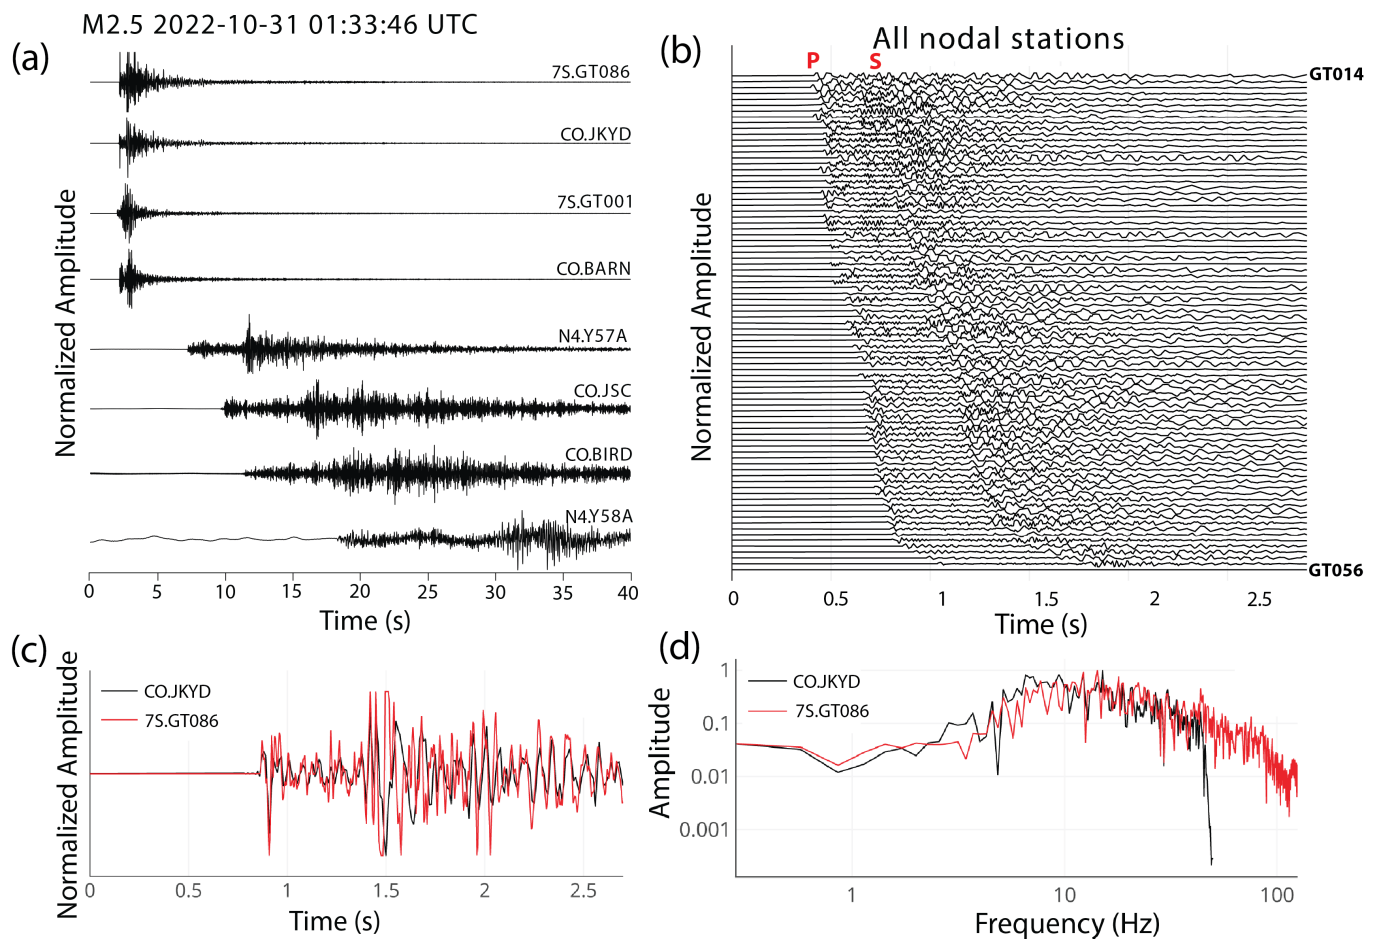 M2.5 2022-10-31 01:33:46 UTC
(a)
Normalized Amplitude
7S.GT086
CO.JKYD
7S.GT001
CO.BARN
N4.Y57A
CO.JSC
CO.BIRD
N4.Y58A
0 5 10 15 20 25 30 35 40
Time (s)
(b)
All nodal stations
P S
GT014
Normalized Amplitude
GT056
0 0.5 1 1.5 2 2.5
Time (s)
(c)
Normalized Amplitude
CO.JKYD
7S.GT086
0 0.5 1 1.5 2 2.5
Time (s)
(d)
Amplitude
1
0.1
0.01
0.001
CO.JKYD
7S.GT086
1 10 100
Frequency (Hz)